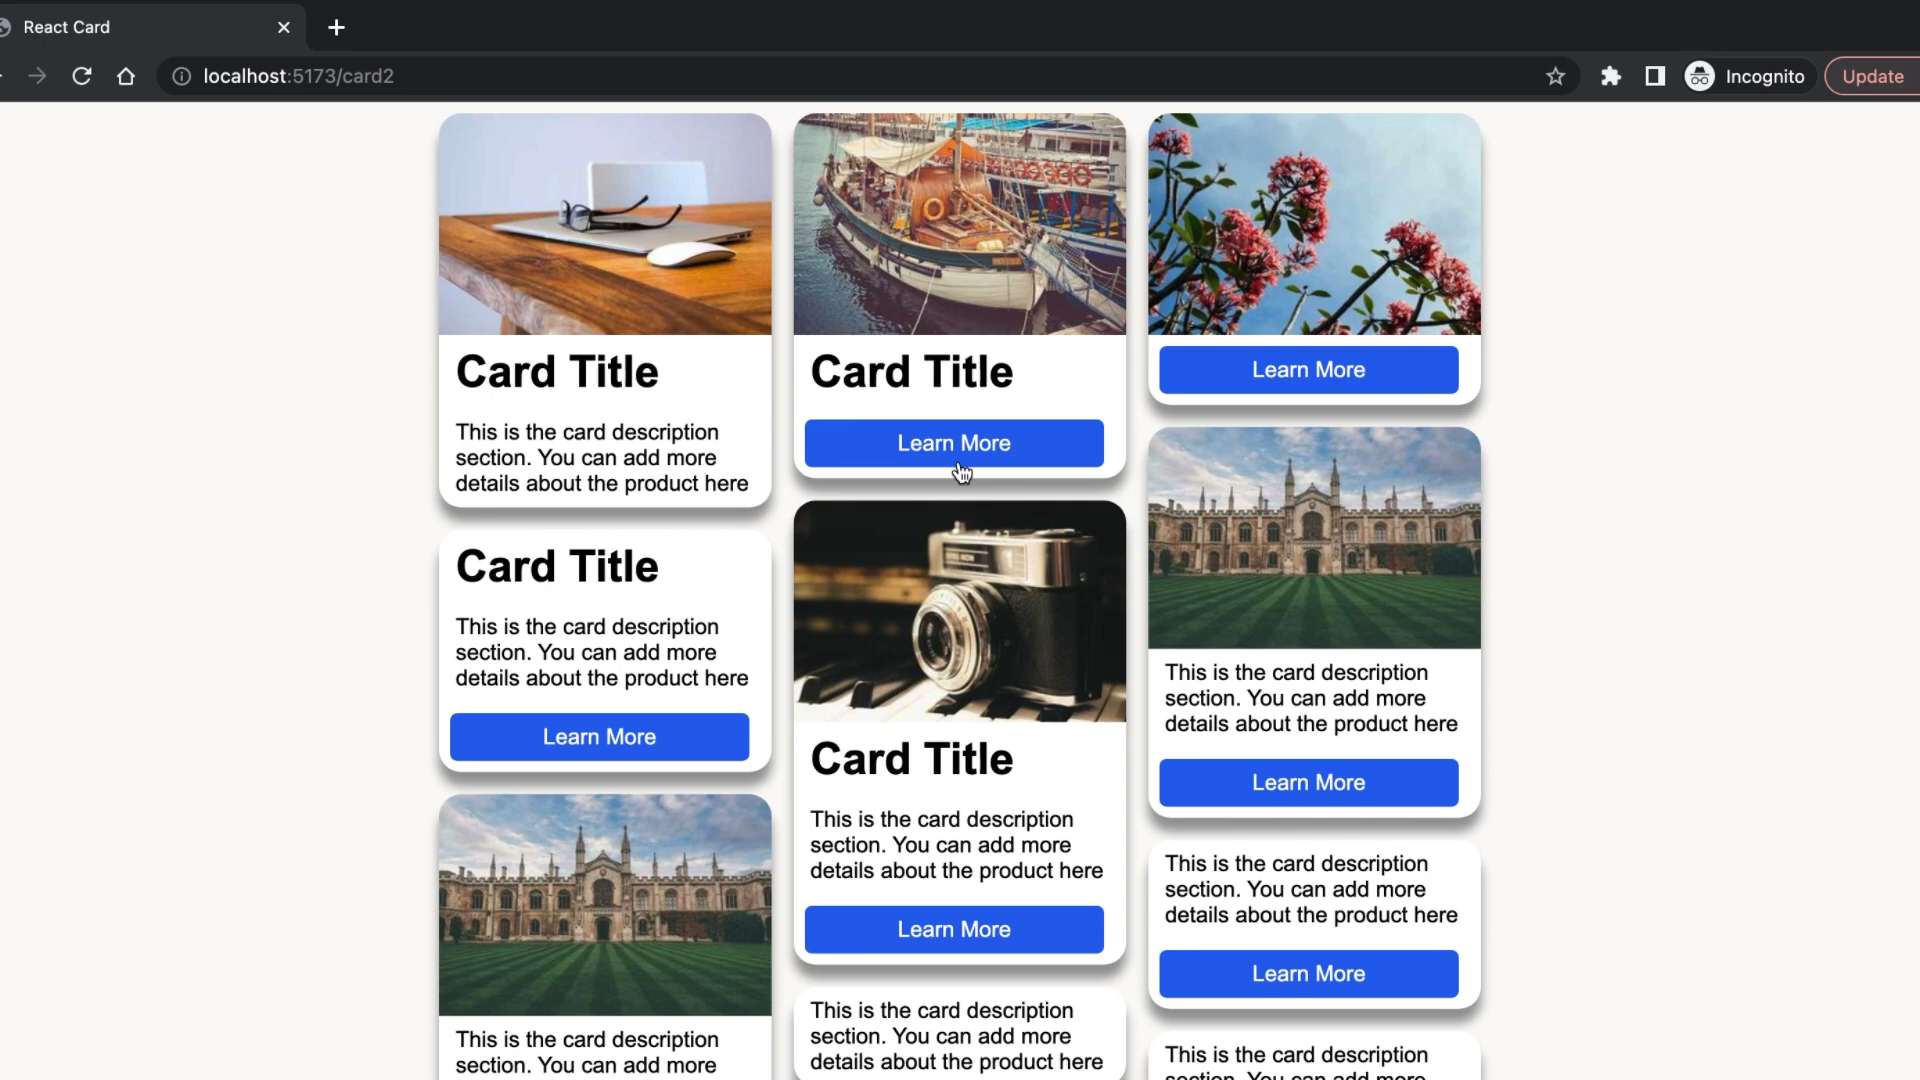 React Card
localhost:5173/card2
Incognito
Update
Card Title
This is the card description
section. You can add more
details about the product here
Card Title
This is the card description
section. You can add more
details about the product here
Learn More
This is the card description
section. You can add more
Card Title
Learn More
Card Title
This is the card description
section. You can add more
details about the product here
Learn More
This is the card description
section. You can add more
details about the product here
Learn More
This is the card description
section. You can add more
details about the product here
Learn More
This is the card description
section. You can add more
details about the product here
Learn More
This is the card description
section. You can add more